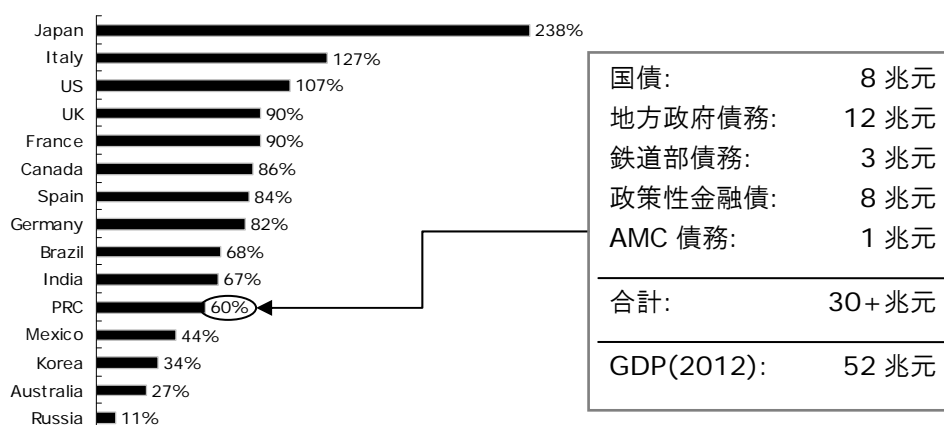 Japan 238%
Italy 127%
US 107%
UK 90%
France 90%
Canada 86%
Spain 84%
Germany 82%
Brazil 68%
India 67%
PRC 60%
Mexico 44%
Korea 34%
Australia 27%
Russia 11%
国債: 8 兆元
地方政府債務: 12 兆元
鉄道部債務: 3 兆元
政策性金融債: 8 兆元
AMC 債務: 1 兆元
合計: 30+兆元
GDP(2012): 52 兆元